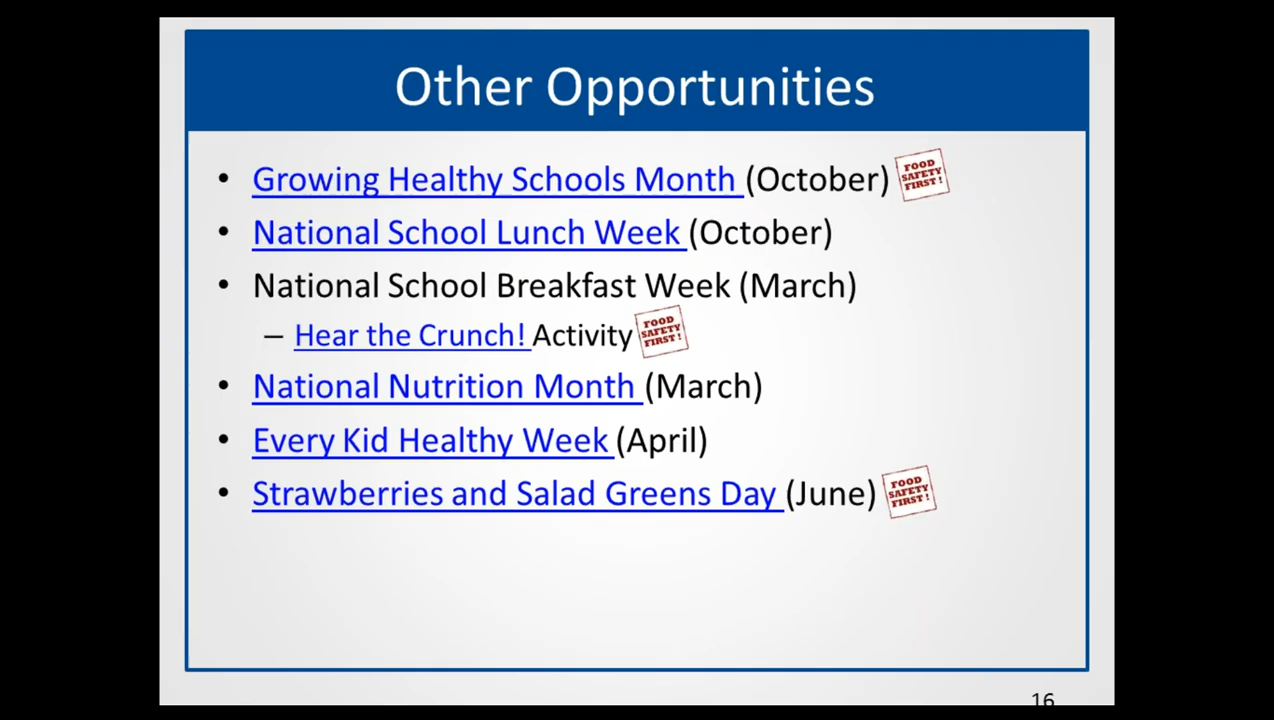 Other Opportunities
• Growing Healthy Schools Month (October)
FOOD
SAFETY
FIRST!
• National School Lunch Week (October)
• National School Breakfast Week (March)
– Hear the Crunch! Activity
FOOD
SAFETY
FIRST!
• National Nutrition Month (March)
• Every Kid Healthy Week (April)
• Strawberries and Salad Greens Day (June)
FOOD
SAFETY
FIRST!
16